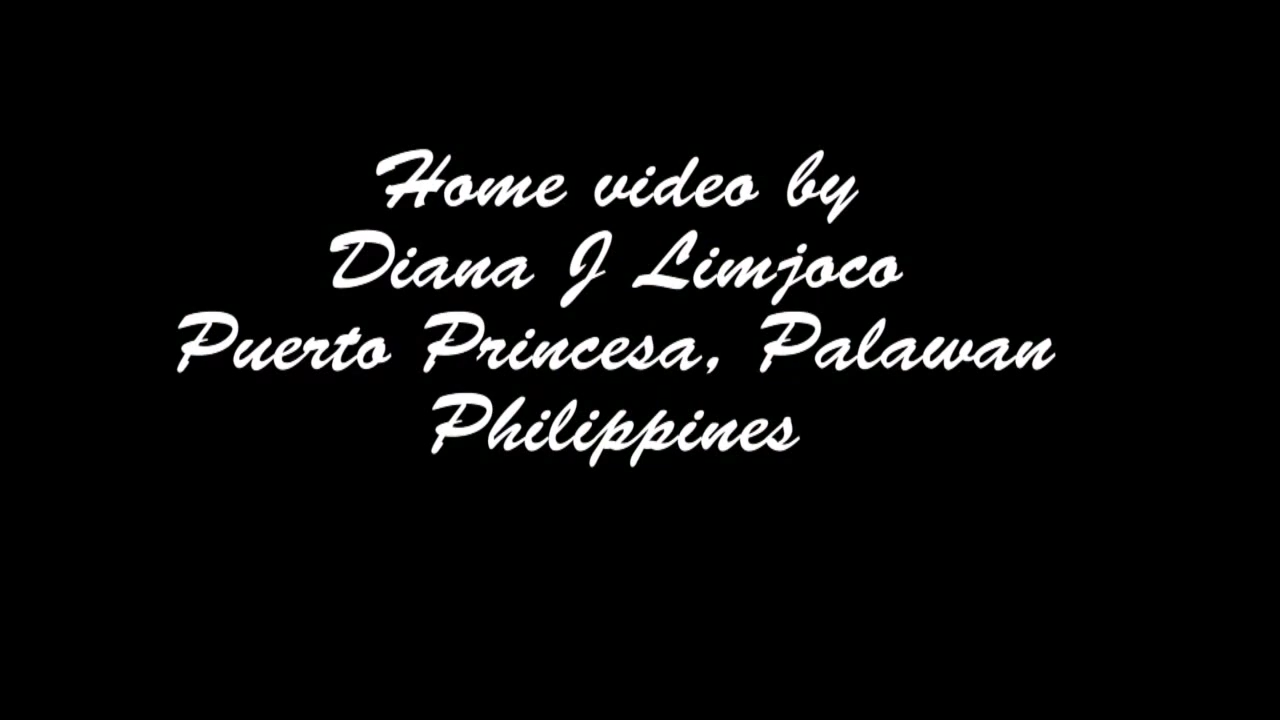 Home video by
Diana J Limjoco
Puerto Princesa, Palawan
Philippines